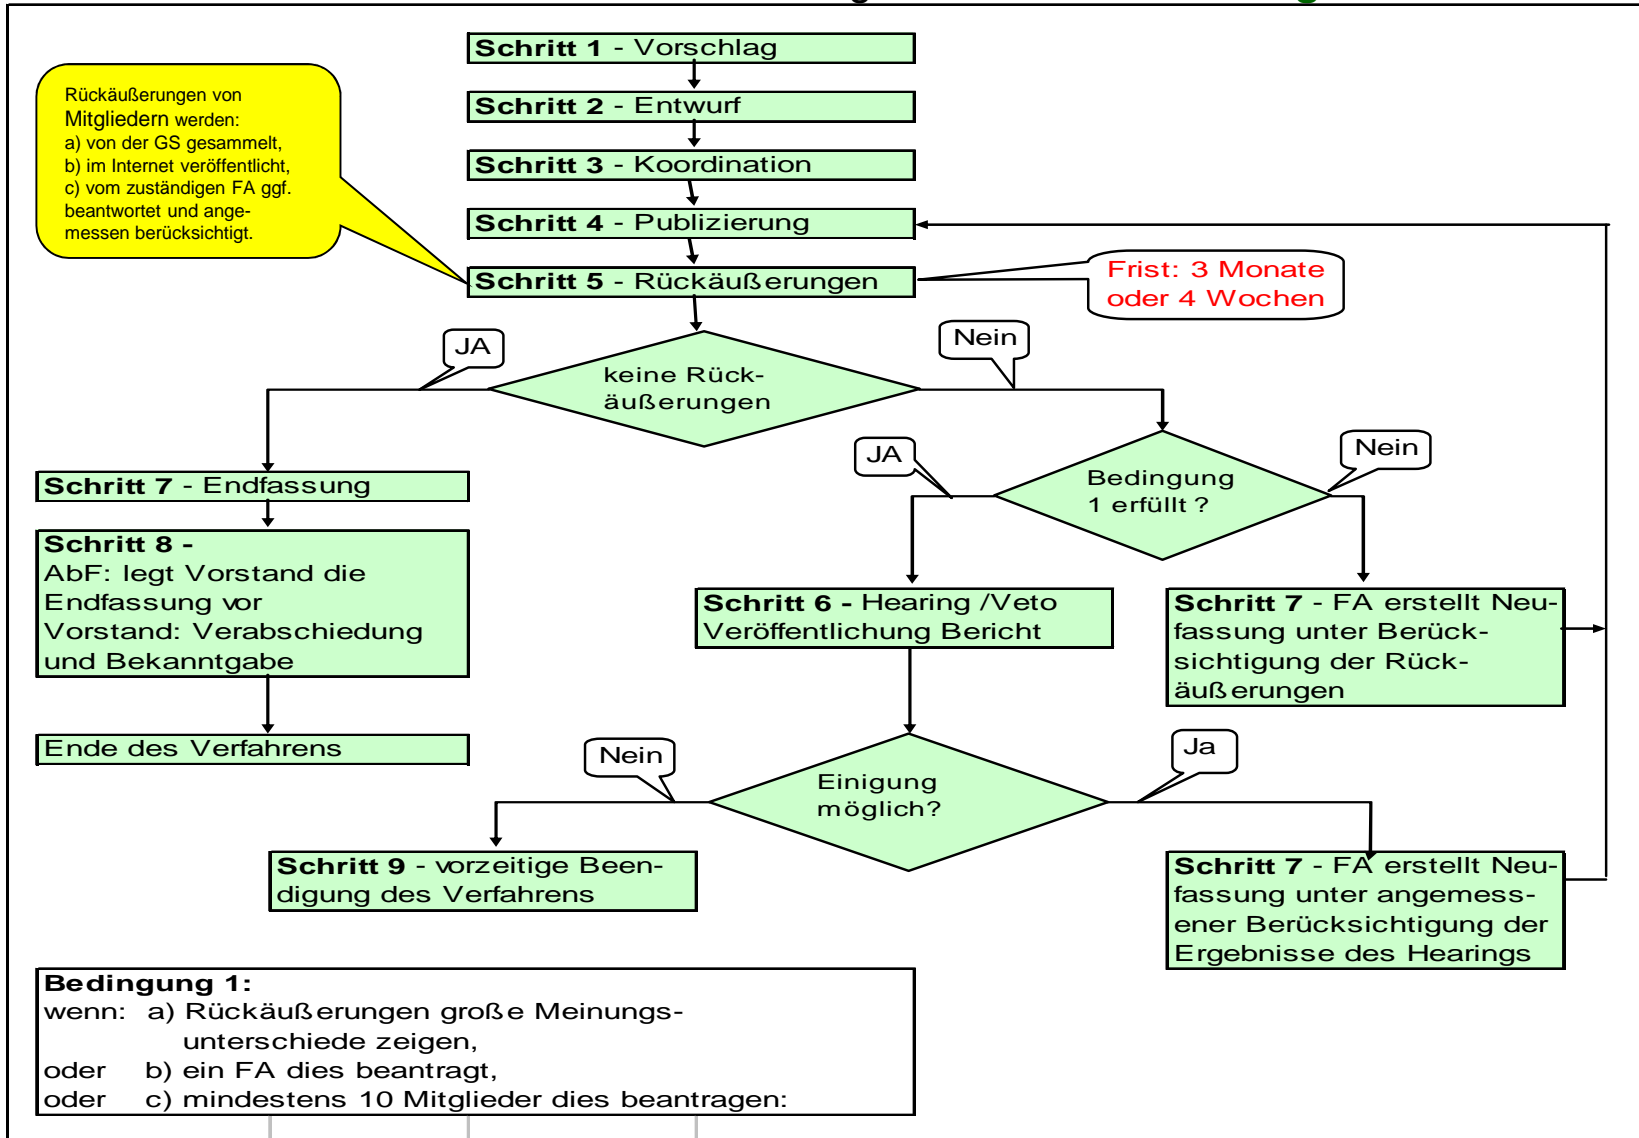 Schritt 1 - Vorschlag
Rückäußerungen von
Mitgliedern werden:
a) von der GS gesammelt,
b) im Internet veröffentlicht,
c) vom zuständigen FA ggf.
beantwortet und ange-
messen berücksichtigt.
Schritt 2 - Entwurf
Schritt 3 - Koordination
Schritt 4 - Publizierung
Schritt 5 - Rückäußerungen
Frist: 3 Monate
oder 4 Wochen
JA
Nein
keine Rück-
äußerungen
JA
Nein
Bedingung
1 erfüllt ?
Schritt 7 - Endfassung
Schritt 8 -
AbF: legt Vorstand die
Endfassung vor
Vorstand: Verabschiedung
und Bekanntgabe
Ende des Verfahrens
Schritt 6 - Hearing /Veto
Veröffentlichung Bericht
Schritt 7 - FA erstellt Neu-
fassung unter Berück-
sichtigung der Rück-
äußerungen
Nein
Ja
Einigung
möglich?
Schritt 9 - vorzeitige Been-
digung des Verfahrens
Schritt 7 - FA erstellt Neu-
fassung unter angemess-
ener Berücksichtigung der
Ergebnisse des Hearings
Bedingung 1:
wenn: a) Rückäußerungen große Meinungs-
unterschiede zeigen,
oder b) ein FA dies beantragt,
oder c) mindestens 10 Mitglieder dies beantragen: